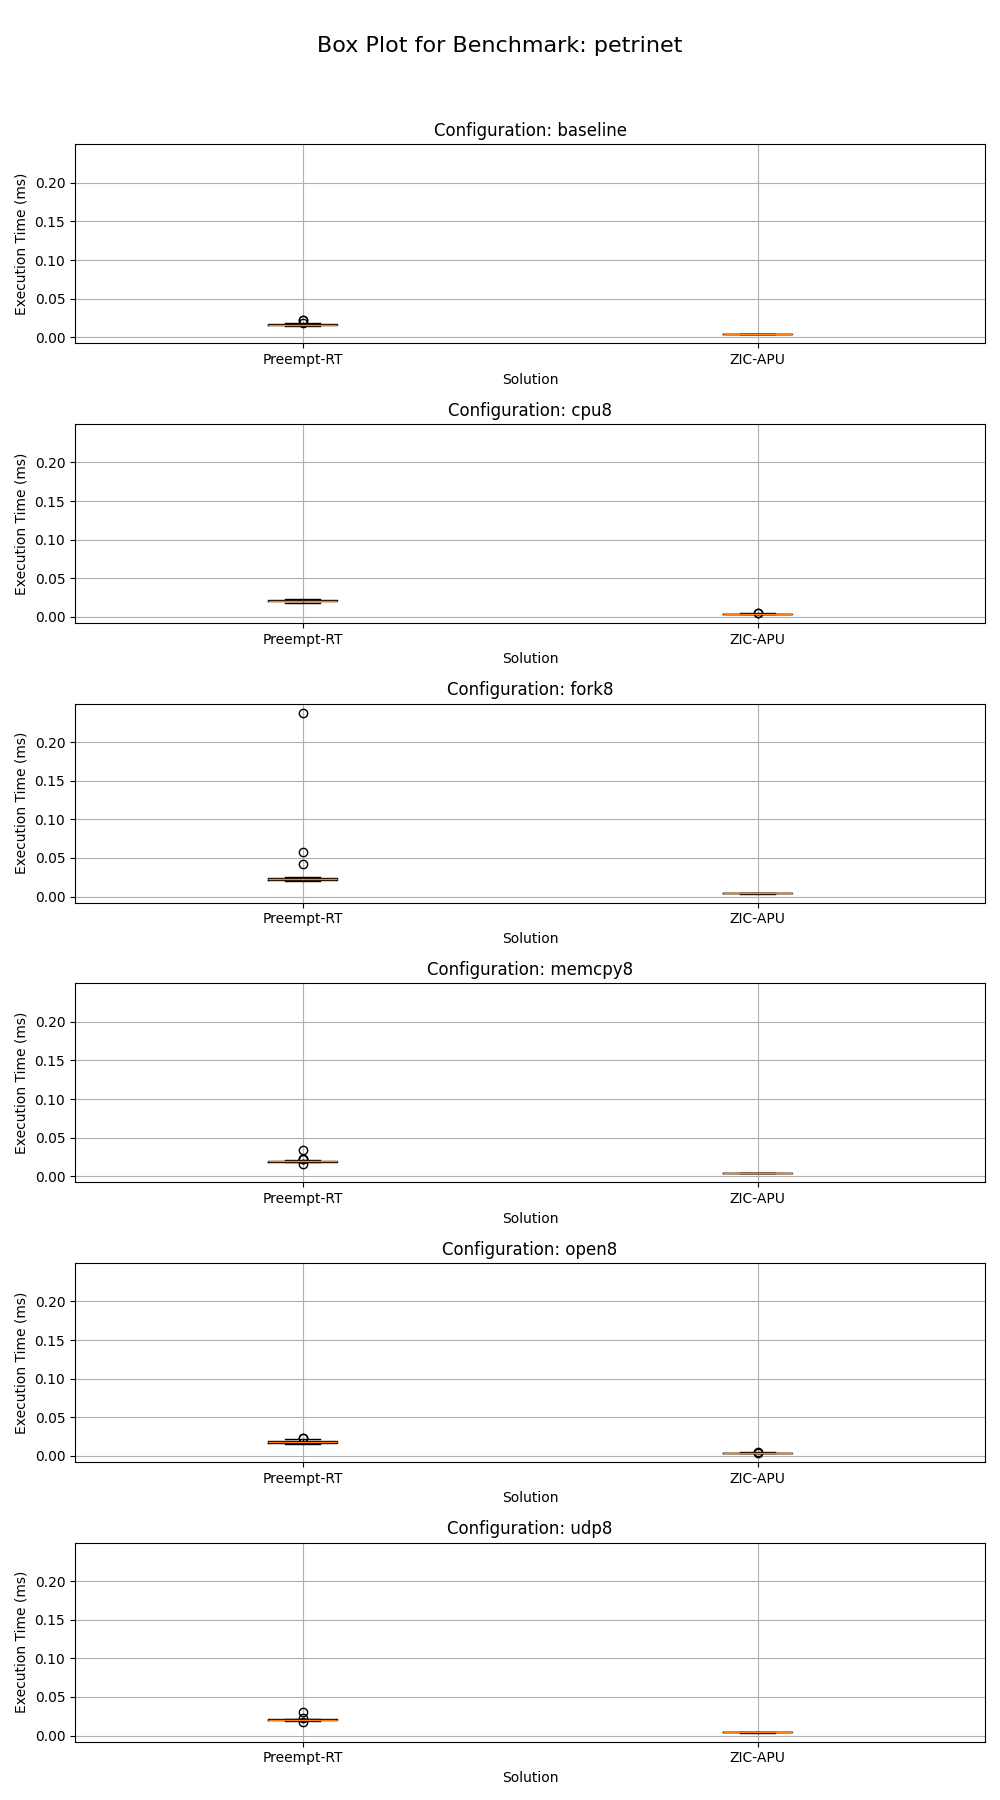 Box Plot for Benchmark: petrinet
Configuration: baseline
Execution Time (ms)
0.20
0.15
0.10
0.05
0.00
Preempt-RT ZIC-APU
Solution
Configuration: cpu8
Execution Time (ms)
0.20
0.15
0.10
0.05
0.00
Preempt-RT ZIC-APU
Solution
Configuration: fork8
Execution Time (ms)
0.20
0.15
0.10
0.05
0.00
Preempt-RT ZIC-APU
Solution
Configuration: memcpy8
Execution Time (ms)
0.20
0.15
0.10
0.05
0.00
Preempt-RT ZIC-APU
Solution
Configuration: open8
Execution Time (ms)
0.20
0.15
0.10
0.05
0.00
Preempt-RT ZIC-APU
Solution
Configuration: udp8
Execution Time (ms)
0.20
0.15
0.10
0.05
0.00
Preempt-RT ZIC-APU
Solution